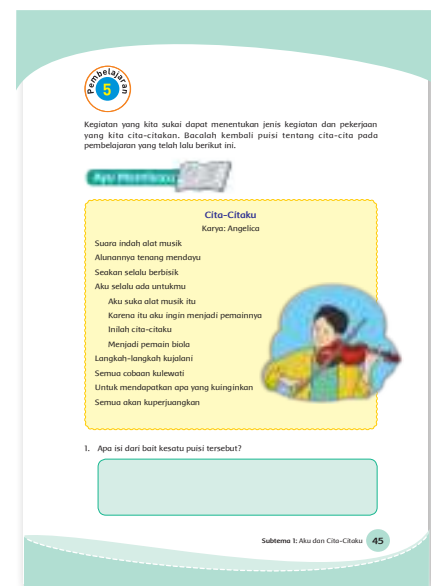 Pembelajaran
5
Kegiatan yang kita sukai dapat menentukan jenis kegiatan dan pekerjaan
yang kita cita-citakan. Bacalah kembali puisi tentang cita-cita pada
pembelajaran yang telah lalu berikut ini.
Ayo Membaca
Cita-Citaku
Karya: Angelica
Suara indah alat musik
Alunannya tenang mendayu
Seakan selalu berbisik
Aku selalu ada untukmu
Aku suka alat musik itu
Karena itu aku ingin menjadi pemainnya
Inilah cita-citaku
Menjadi pemain biola
Langkah-langkah kujalani
Semua cobaan kulewati
Untuk mendapatkan apa yang kuinginkan
Semua akan kuperjuangkan
1. Apa isi dari bait kesatu puisi tersebut?
Subtema 1: Aku dan Cita-Citaku 45